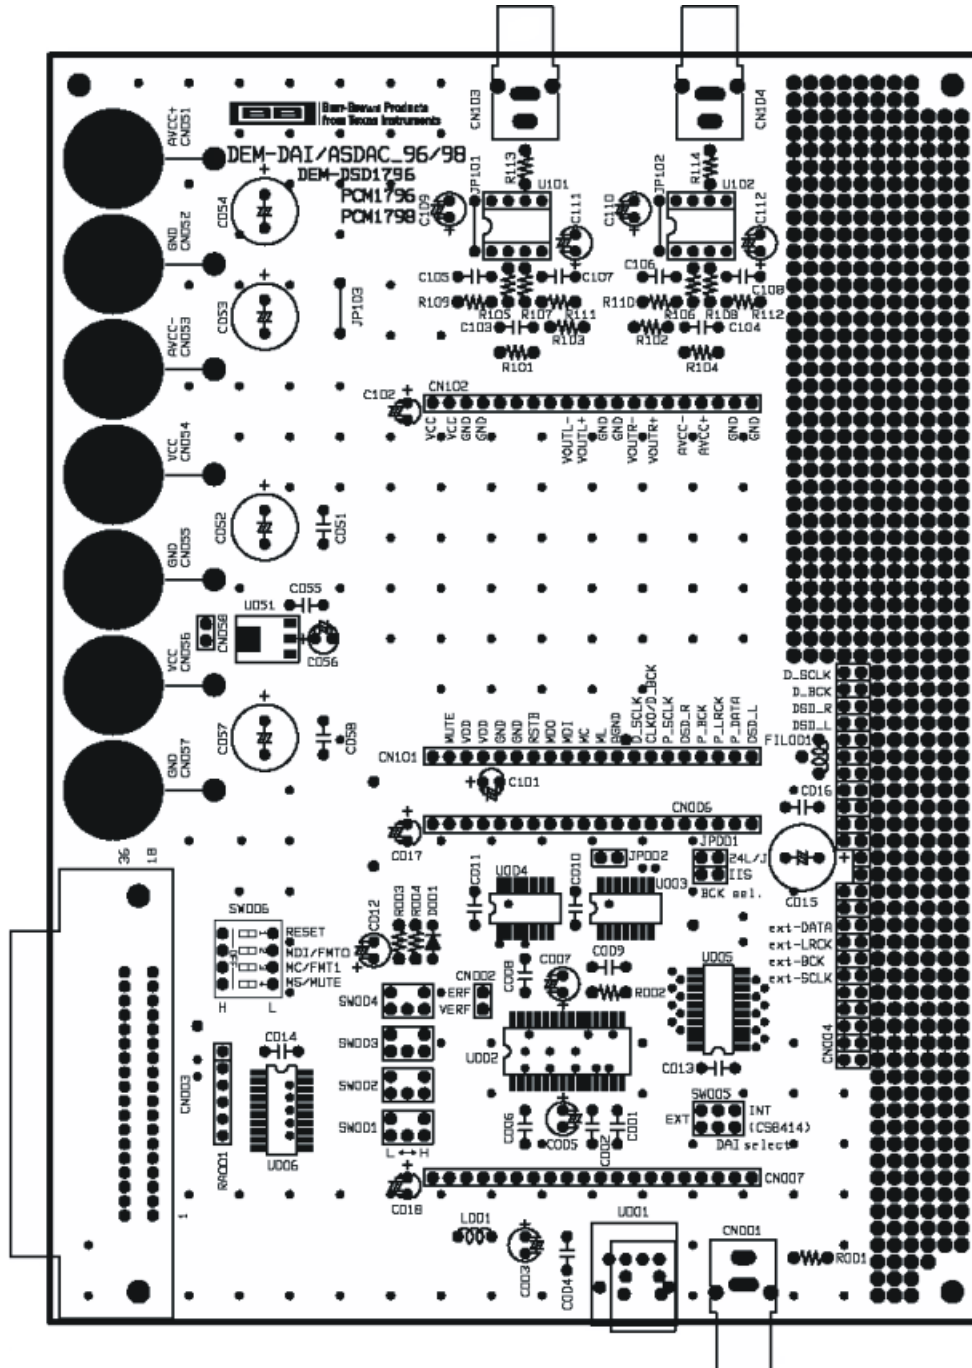 Burr-Brown Products
from Texas Instruments
DEM-DAI/ASDAC_96/98
DEM-DSD1796
PCM1796
PCM1798
AVCC+
CN051
GND
CN052
AVCC-
CN053
VCC
CN054
GND
CN055
VCC
CN056
GND
CN057
C054
C053
JP103
C052
C051
C055
U051
CN058
C056
C057
C058
CN103
CN104
R113
R114
JP101
JP102
U101
U102
C109
C111
C110
C112
C105
C107
C106
C108
R109
R105
R107
R111
R110
R106
R108
R112
C103
R103
R102
C104
R101
R104
C102
CN102
VCC
VCC
GND
GND
VOUTL-
VOUTL+
GND
GND
VOUTR-
VOUTR+
AVCC-
AVCC+
GND
GND
MUTE
VDD
VDD
GND
GND
RSTB
MDO
MDI
MC
ML
BGND
D_SCLK
CLKO/D_BCK
P_SCLK
DSD_R
P_BCK
P_LRCK
P_DATA
DSD_L
CN101
C101
D_SCLK
D_BCK
DSD_R
DSD_L
FIL001
C016
CN006
C017
JP001
24L/J
IIS
BCK sel.
JP002
C015
C011
U004
C010
U003
36
18
SW006
RESET
MDI/FMT0
MC/FMT1
MS/MUTE
H
L
C012
R003
R004
D001
CN002
ERF
VERF
C008
C007
C009
R002
U005
ext-DATA
ext-LRCK
ext-BCK
ext-SCLK
CN004
SW004
SW003
SW002
SW001
L ↔ H
U002
C013
CN003
C014
RA001
U006
1
C006
C005
C002
C001
SW005
EXT
INT
(CS8414)
DAI select
C018
CN007
L001
C003
C004
U001
CN001
R001